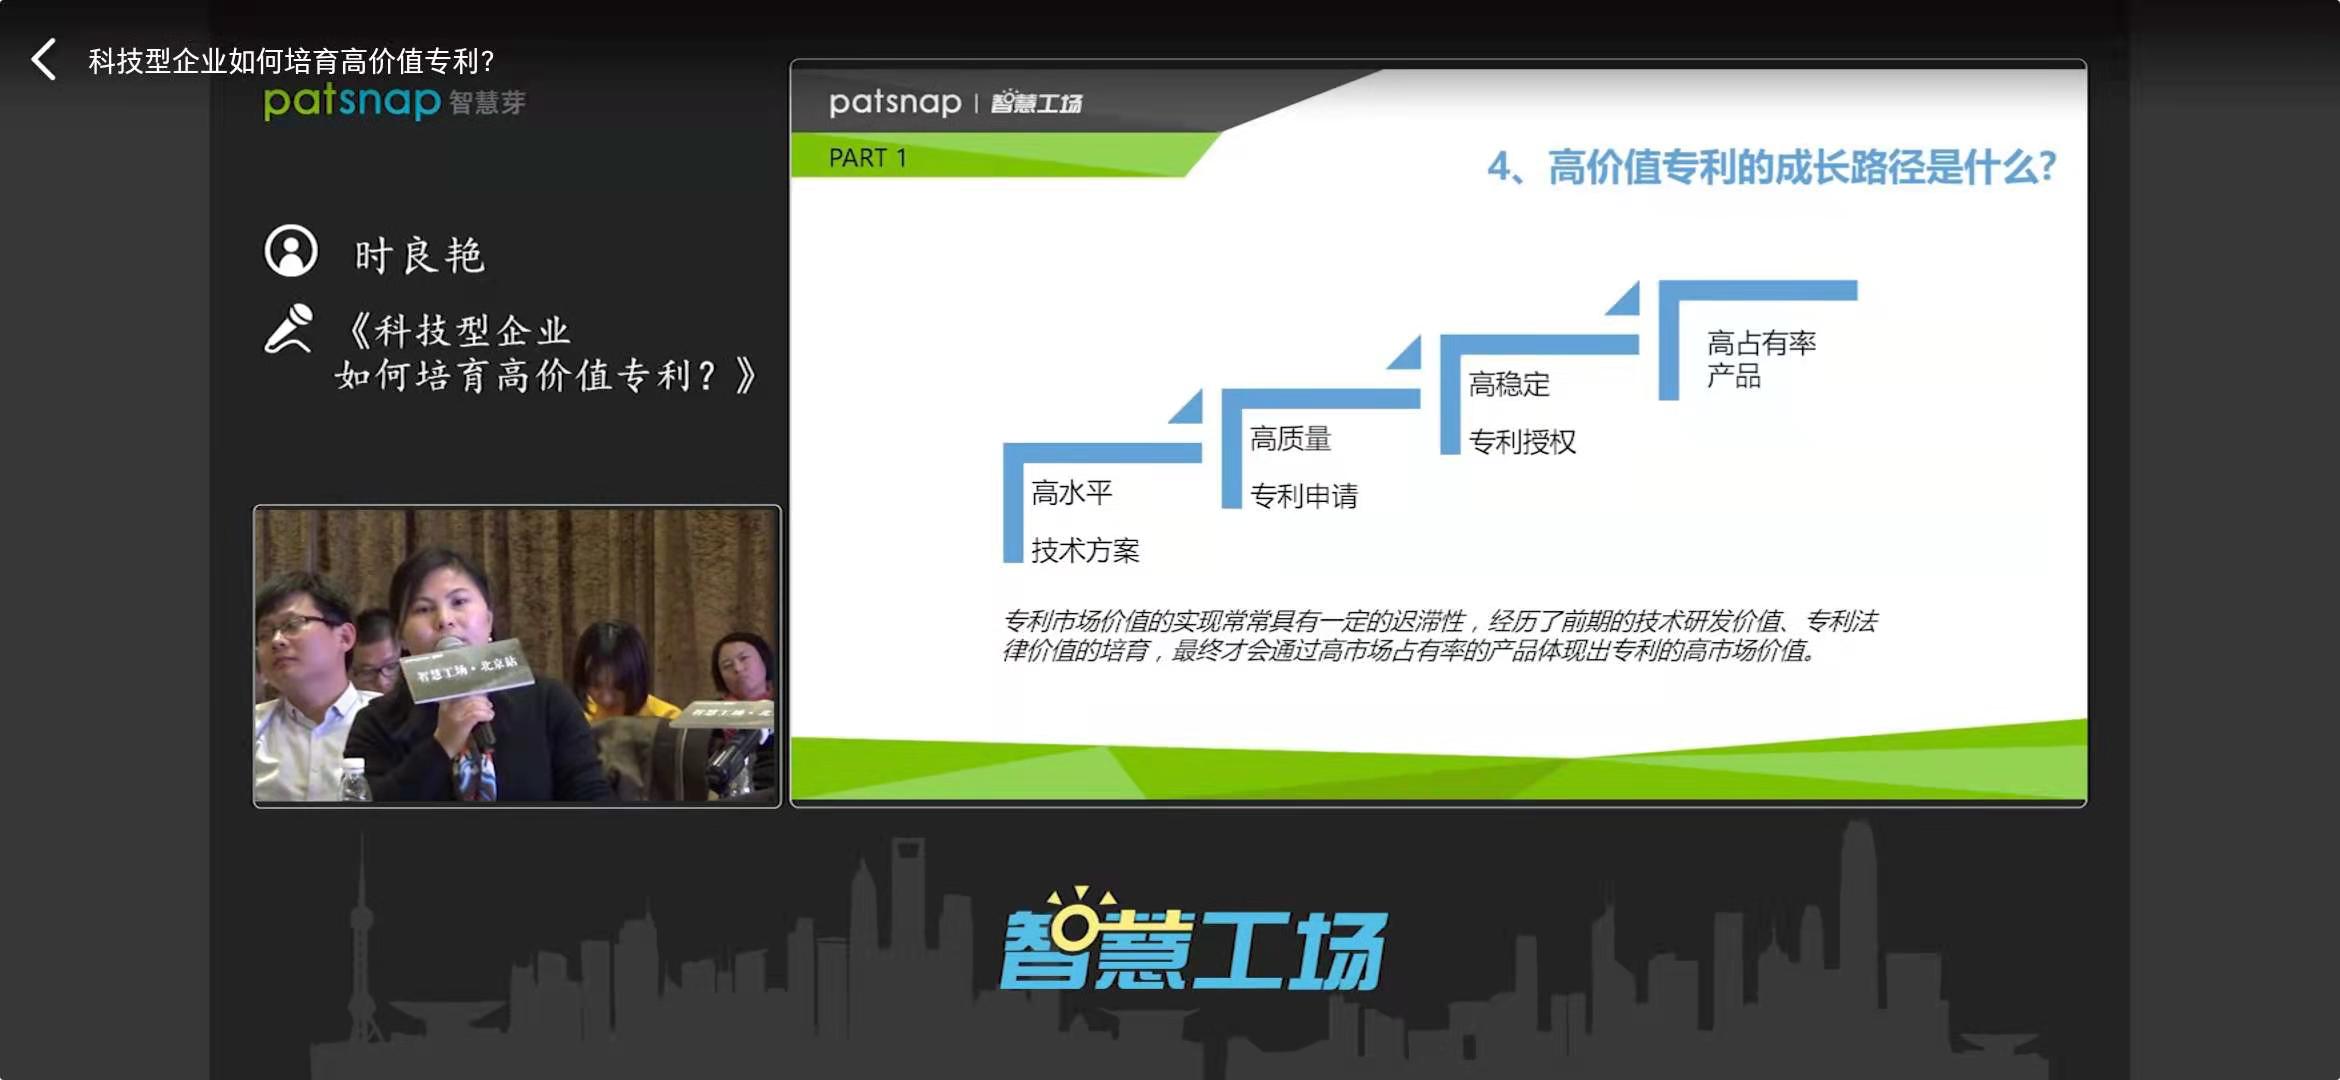 科技型企业如何培育高价值专利?
patsnap 智慧芽
时良艳
《科技型企业
如何培育高价值专利？》
patsnap | 智慧工场
PART 1
4、高价值专利的成长路径是什么?
高水平
技术方案
高质量
专利申请
高稳定
专利授权
高占有率
产品
专利市场价值的实现常常具有一定的迟滞性，经历了前期的技术研发价值、专利法
律价值的培育，最终才会通过高市场占有率的产品体现出专利的高市场价值。
智慧工场·北京站
智慧工场·北
智慧工场